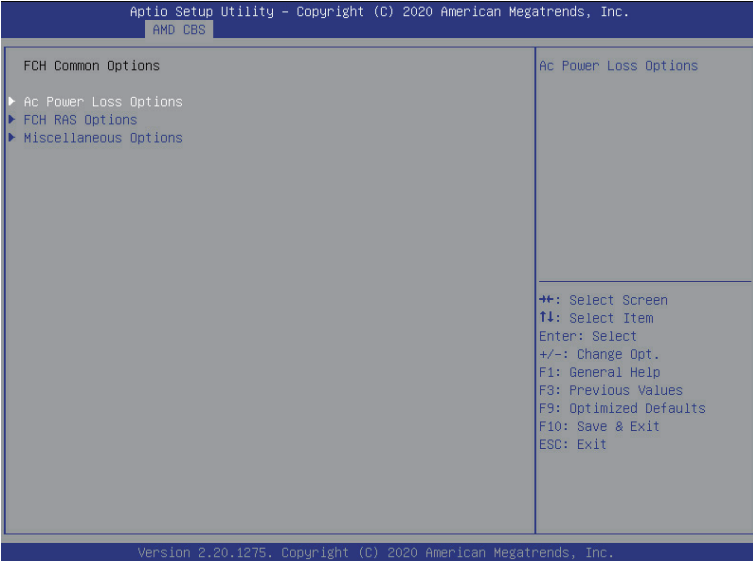 Aptio Setup Utility – Copyright (C) 2020 American Megatrends, Inc.
AMD CBS
FCH Common Options
Ac Power Loss Options
FCH RAS Options
Miscellaneous Options
Ac Power Loss Options
→←: Select Screen
↑↓: Select Item
Enter: Select
+/-: Change Opt.
F1: General Help
F3: Previous Values
F9: Optimized Defaults
F10: Save & Exit
ESC: Exit
Version 2.20.1275. Copyright (C) 2020 American Megatrends, Inc.